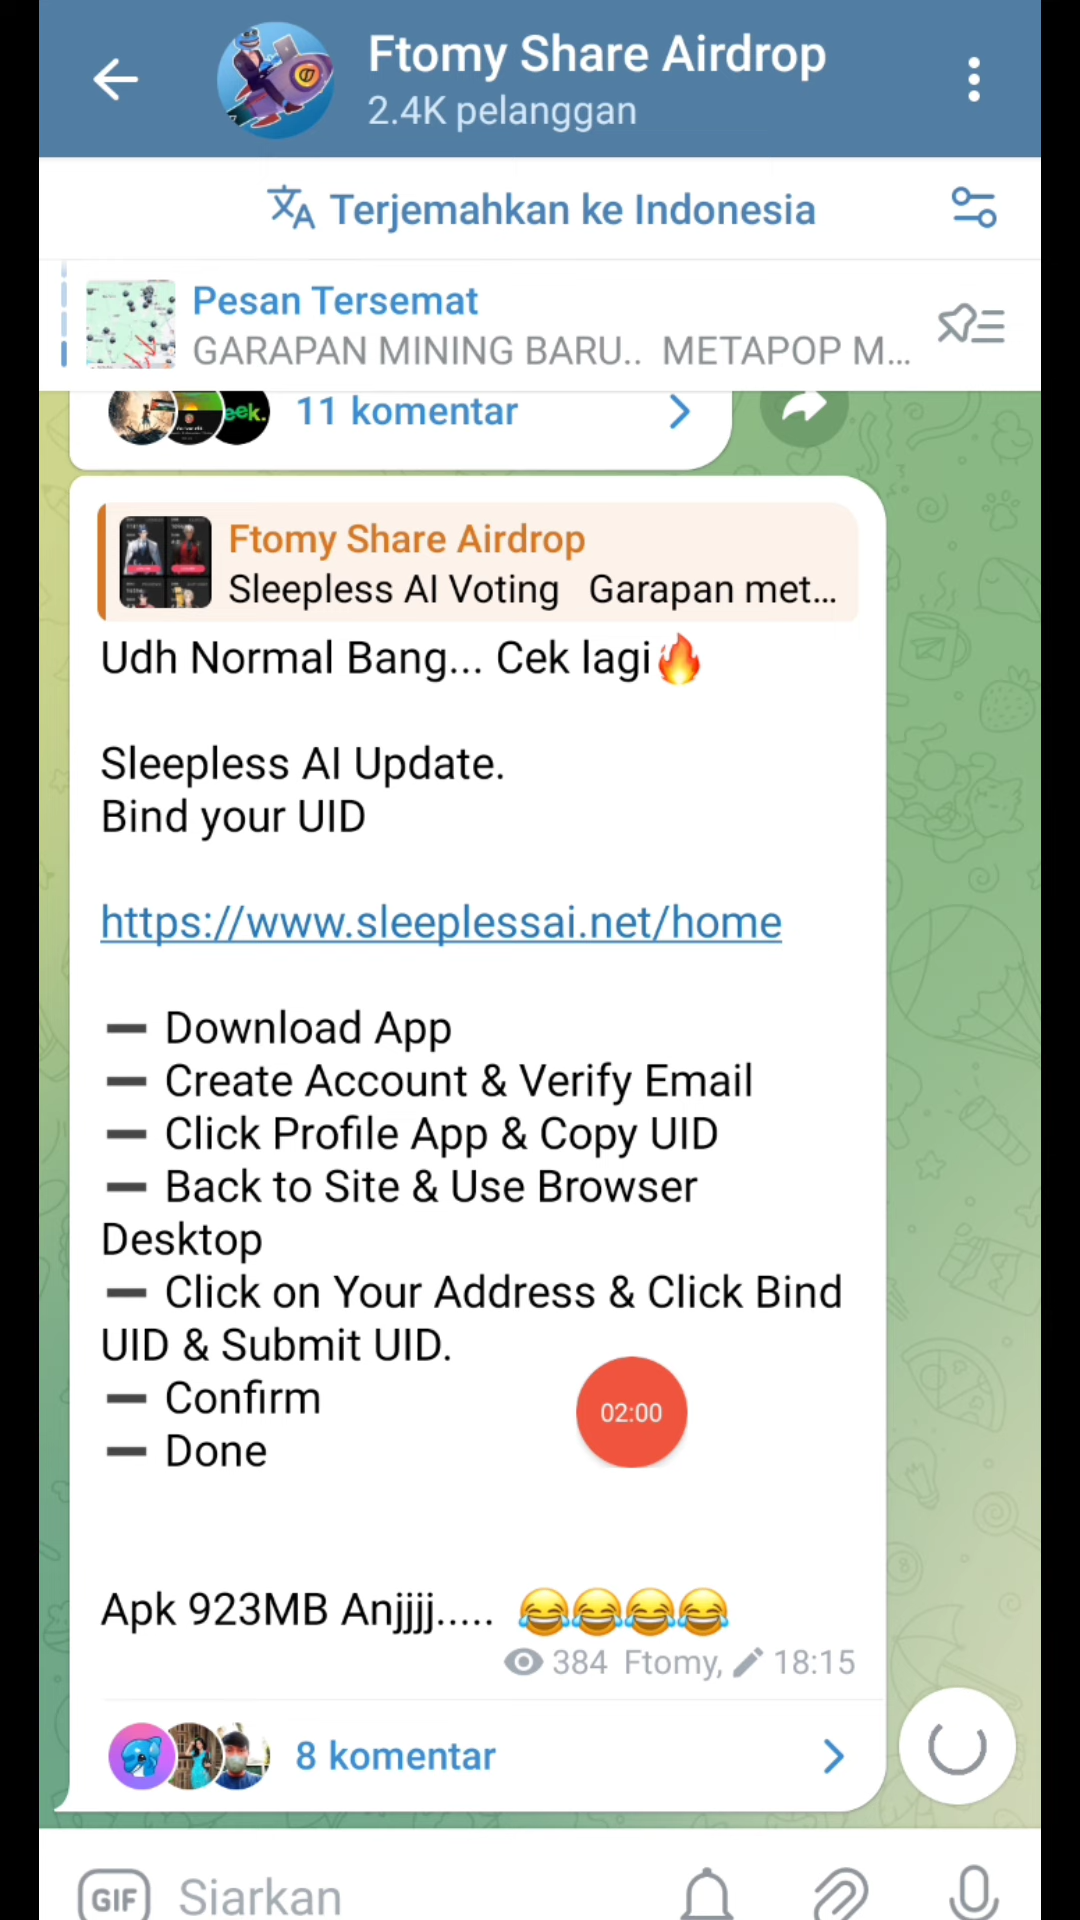 Ftomy Share Airdrop
2.4K pelanggan
Terjemahkan ke Indonesia
Pesan Tersemat
GARAPAN MINING BARU.. METAPOP M...
eek.
11 komentar
Ftomy Share Airdrop
Sleepless AI Voting Garapan met...
Udh Normal Bang... Cek lagi🔥
Sleepless AI Update.
Bind your UID
https://www.sleeplessai.net/home
➖ Download App
➖ Create Account & Verify Email
➖ Click Profile App & Copy UID
➖ Back to Site & Use Browser
Desktop
➖ Click on Your Address & Click Bind
UID & Submit UID.
➖ Confirm
➖ Done
02:00
Apk 923MB Anjjjj..... 😂😂😂😂
384 Ftomy, 18:15
8 komentar
GIF Siarkan